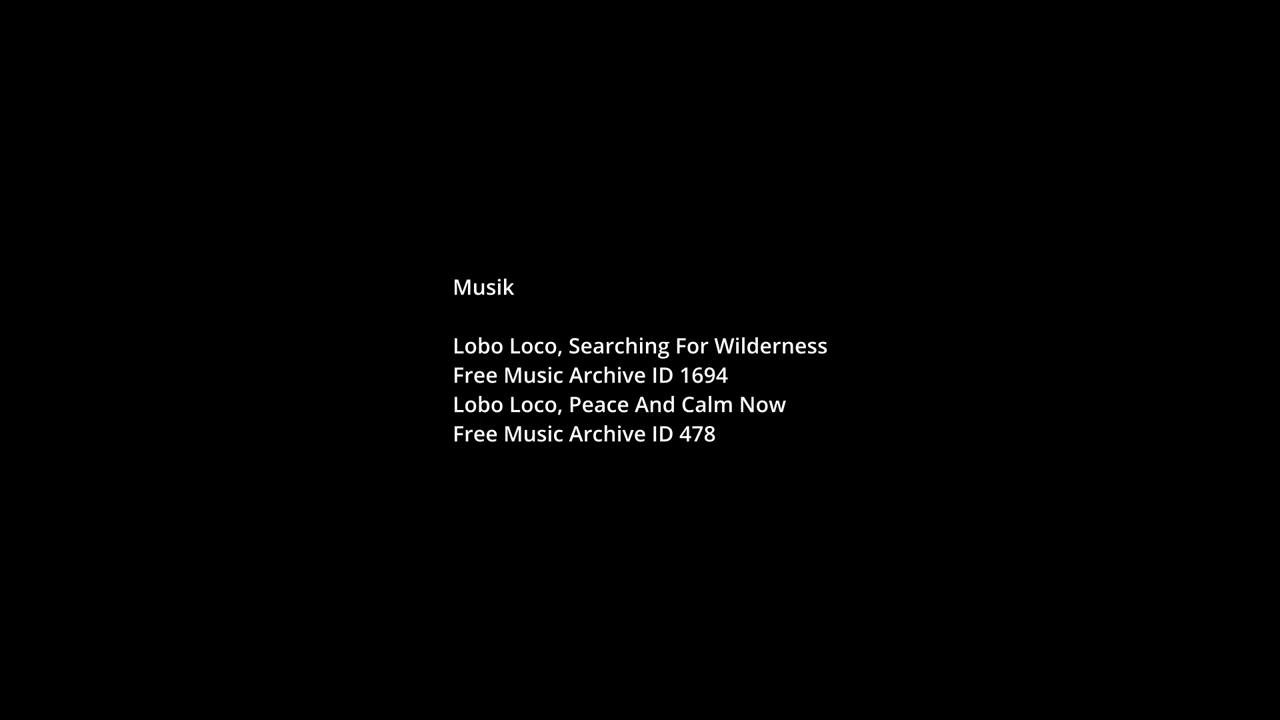 Musik
Lobo Loco, Searching For Wilderness
Free Music Archive ID 1694
Lobo Loco, Peace And Calm Now
Free Music Archive ID 478